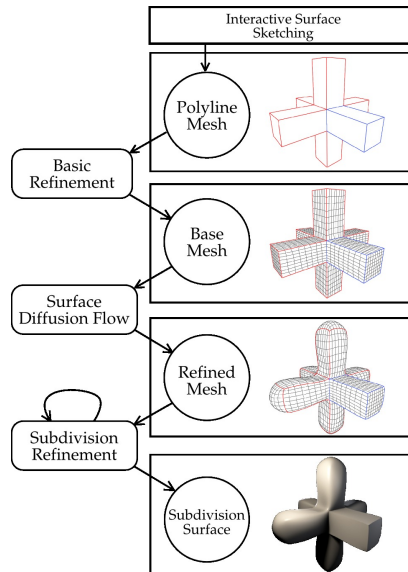 Interactive Surface
Sketching
Polyline
Mesh
Basic
Refinement
Base
Mesh
Surface
Diffusion Flow
Refined
Mesh
Subdivision
Refinement
Subdivision
Surface